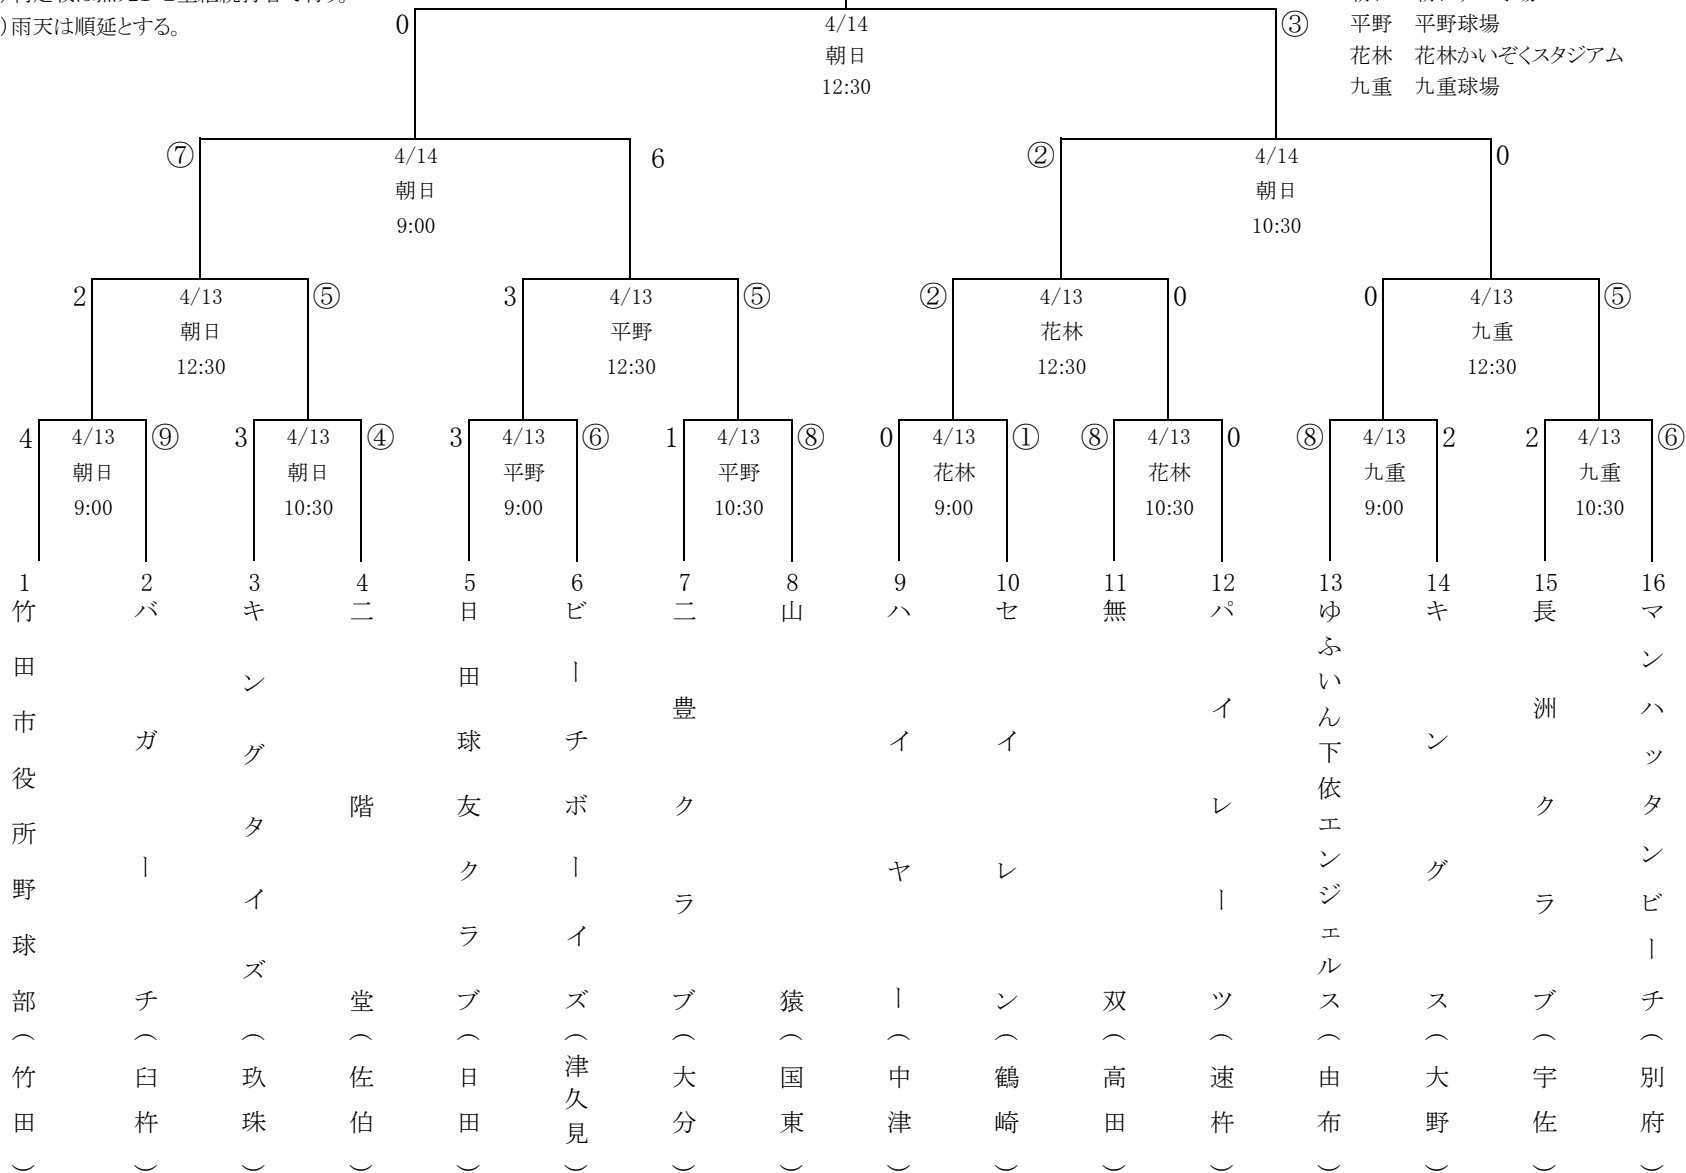 )雨天は順延とする。
平野 平野球場
花林 花林かいぞくスタジアム
九重 九重球場
0 4/14 ③
朝日
12:30
⑦ 4/14 6 ② 4/14 0
朝日 朝日
9:00 10:30
2 4/13 ⑤ 3 4/13 ⑤ ② 4/13 0 0 4/13 ⑤
朝日 平野 花林 九重
12:30 12:30 12:30 12:30
4 4/13 ⑨ 3 4/13 ④ 3 4/13 ⑥ 1 4/13 ⑧ 0 4/13 ① ⑧ 4/13 0 ⑧ 4/13 2 2 4/13 ⑥
朝日 朝日 平野 平野 花林 花林 九重 九重
9:00 10:30 9:00 10:30 9:00 10:30 9:00 10:30
1 竹田市役所野球部(竹田)
2 バガーチ(臼杵)
3 キングタイズ(玖珠)
4 二階堂(佐伯)
5 日田球友クラブ(日田)
6 ビーチボーイズ(津久見)
7 二豊クラブ(大分)
8 山猿(国東)
9 ハイヤー(中津)
10 セイレン(鶴崎)
11 無双(高田)
12 パイレーツ(速杵)
13 ゆふいん下依エンジェルス(由布)
14 キングス(大野)
15 長洲クラブ(宇佐)
16 マンハッタンビーチ(別府)